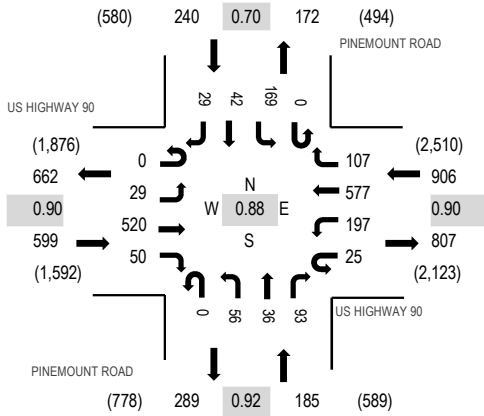 (580) 240 0.70 172 (494)
PINEMOUNT ROAD
29 42 169 0
US HIGHWAY 90
(1,876) (2,510)
662 0 107 906
0.90 29 N 577 0.90
W 0.88 E
599 520 S 197 807
50 25
(1,592) (2,123)
0 56 36 93
US HIGHWAY 90
PINEMOUNT ROAD
(778) 289 0.92 185 (589)